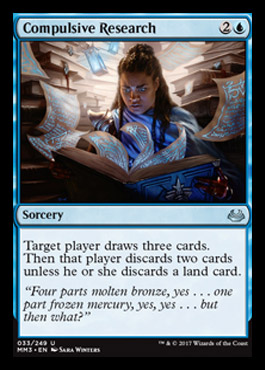 Compulsive Research 2
Sorcery
Target player draws three cards.
Then that player discards two cards
unless he or she discards a land card.
“Four parts molten bronze, yes . . . one
part frozen mercury, yes, yes . . . but
then what?”
033/249 U
MM3 • EN SARA WINTERS ™ & © 2017 Wizards of the Coast